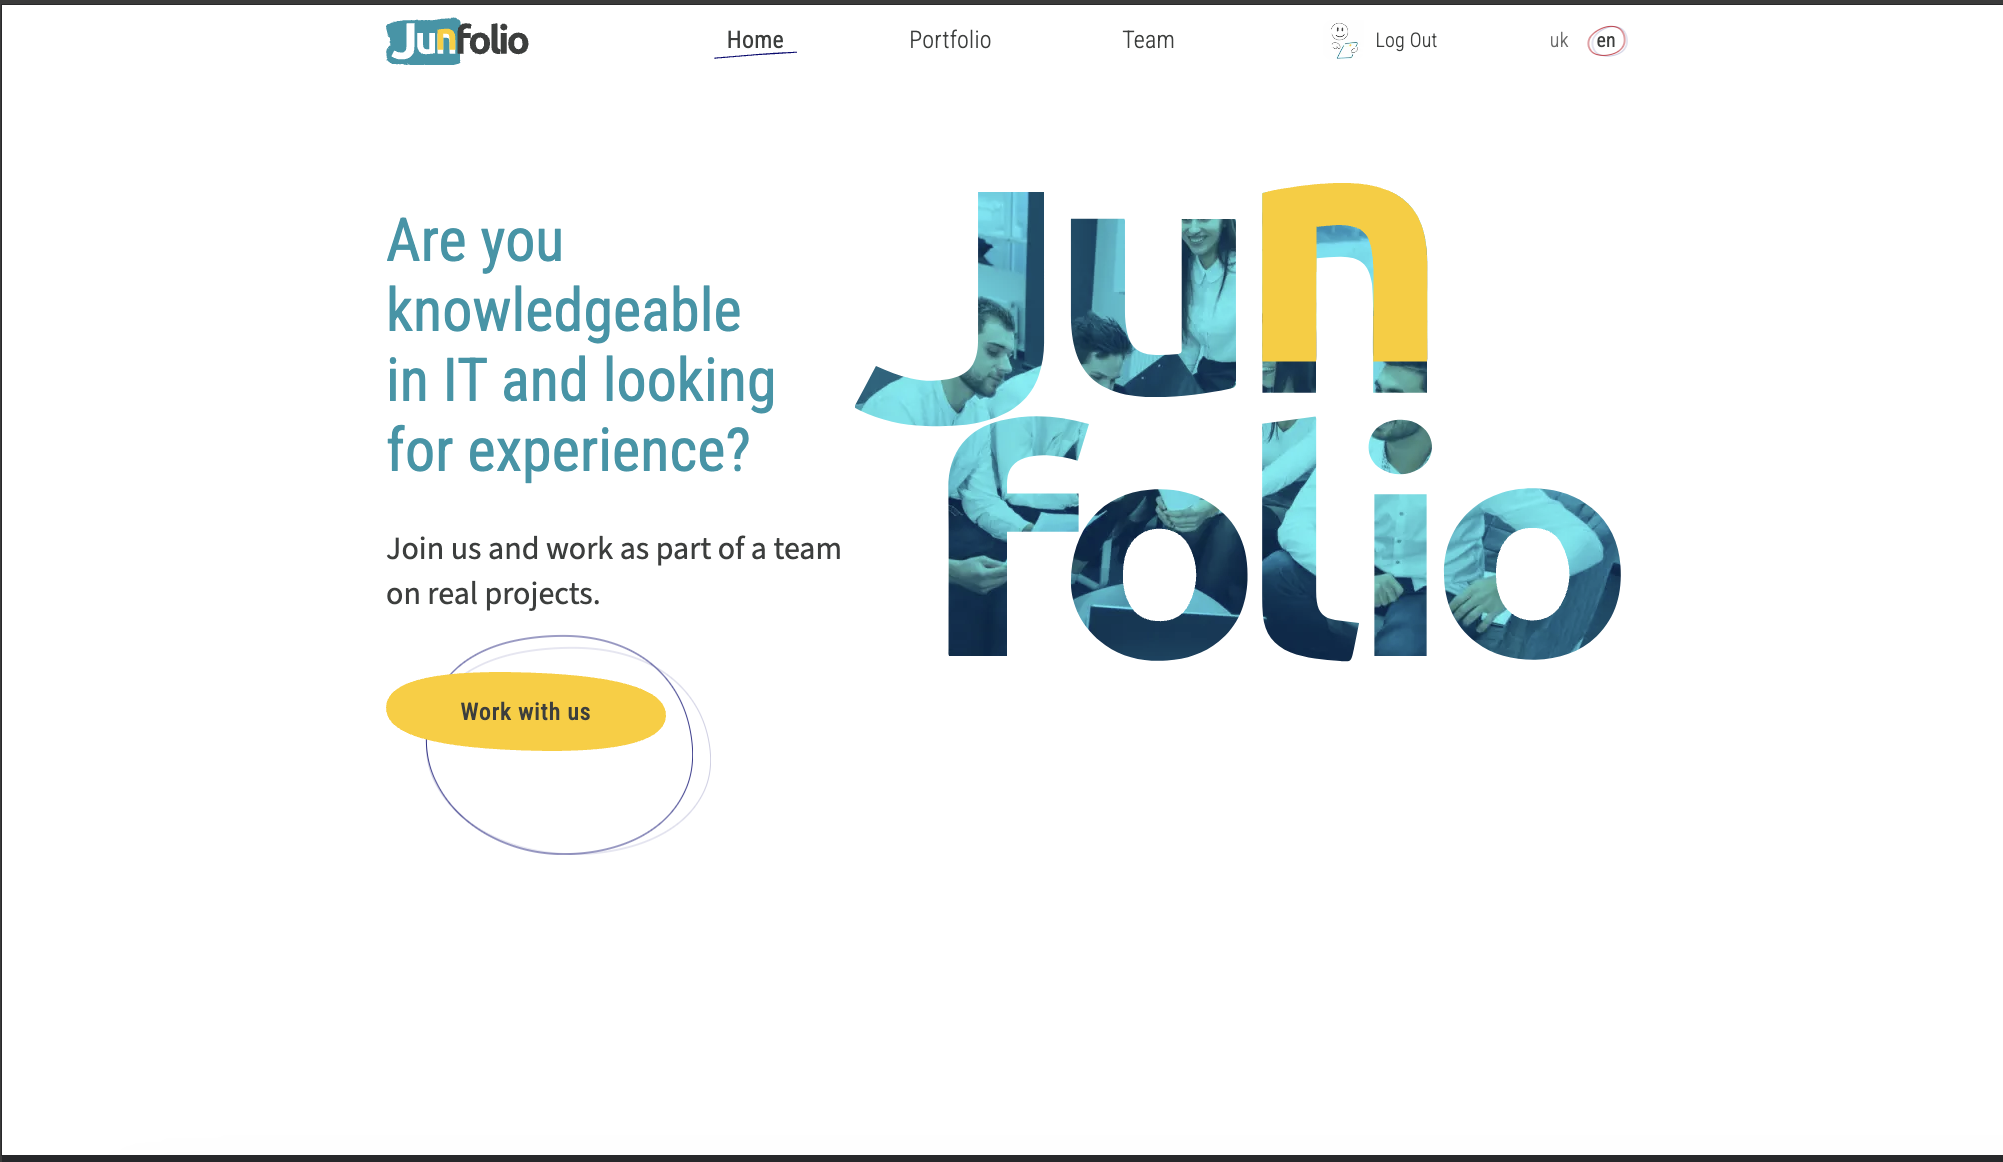 Junfolio
Home
Portfolio
Team
Log Out
uk
en
Are you
knowledgeable
in IT and looking
for experience?
Join us and work as part of a team
on real projects.
Work with us
Jun
folio